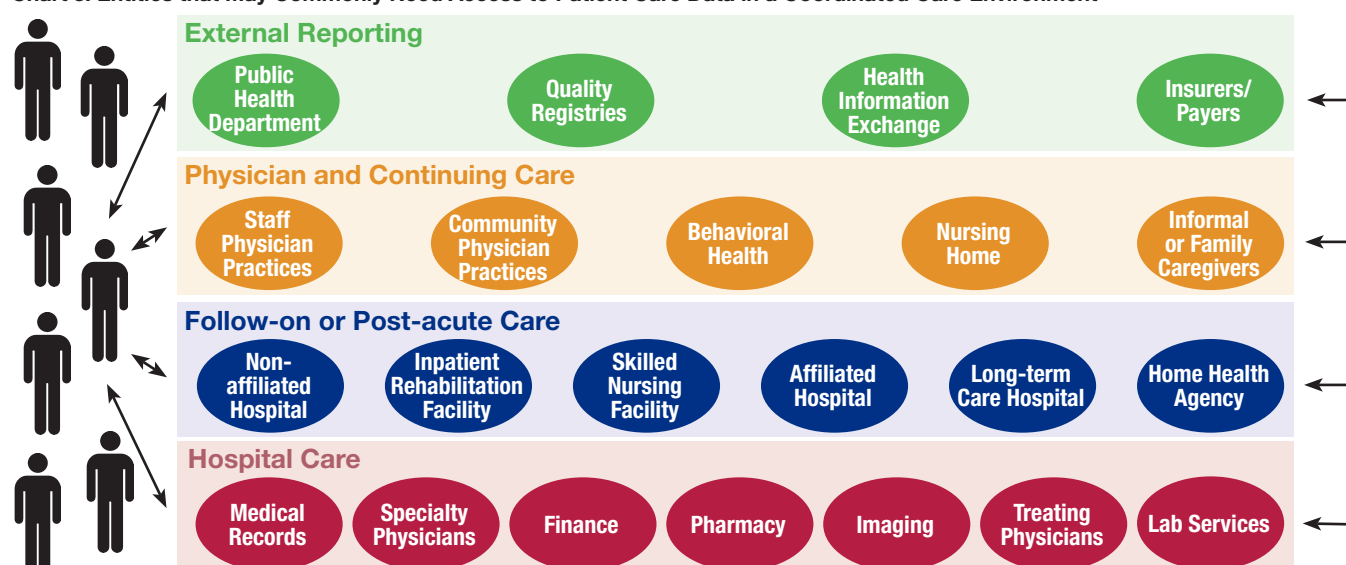 External Reporting
Public
Health
Department
Quality
Registries
Health
Information
Exchange
Insurers/
Payers
Physician and Continuing Care
Staff
Physician
Practices
Community
Physician
Practices
Behavioral
Health
Nursing
Home
Informal
or Family
Caregivers
Follow-on or Post-acute Care
Non-
affiliated
Hospital
Inpatient
Rehabilitation
Facility
Skilled
Nursing
Facility
Affiliated
Hospital
Long-term
Care Hospital
Home Health
Agency
Hospital Care
Medical
Records
Specialty
Physicians
Finance
Pharmacy
Imaging
Treating
Physicians
Lab Services